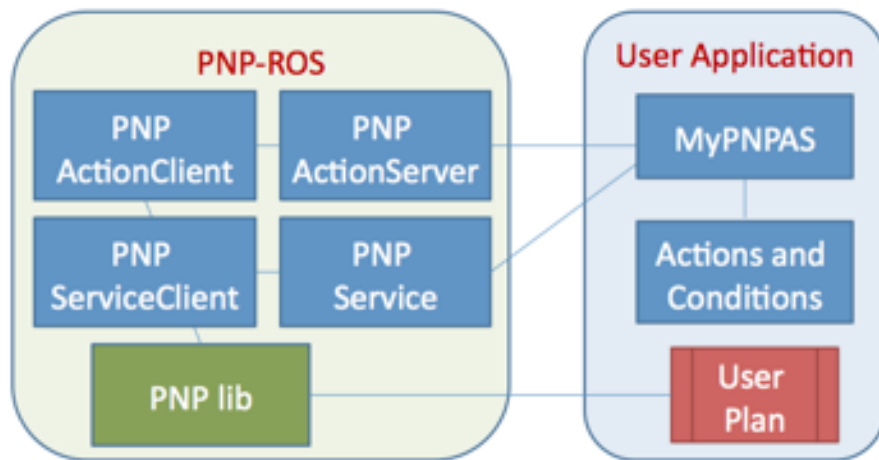 PNP-ROS
PNP
ActionClient
PNP
ActionServer
PNP
ServiceClient
PNP
Service
PNP lib
User Application
MyPNPAS
Actions and
Conditions
User
Plan